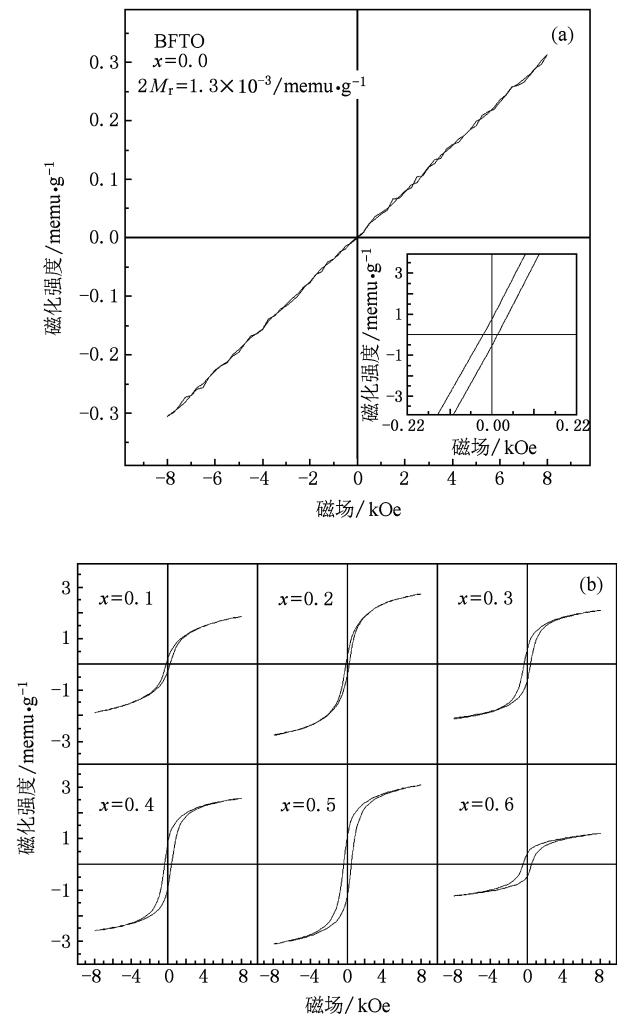 (a)
BFTO
x=0.0
2Mr=1.3×10⁻³/memu•g⁻¹
磁化强度/memu•g⁻¹
0.3
0.2
0.1
0.0
−0.1
−0.2
−0.3
磁化强度/memu•g⁻¹
3
1
−1
−3
−0.22 0.00 0.22
磁场/kOe
−8 −6 −4 −2 0 2 4 6 8
磁场/kOe
(b)
x=0.1 x=0.2 x=0.3
3
1
−1
−3
磁化强度/memu•g⁻¹
x=0.4 x=0.5 x=0.6
3
1
−1
−3
−8 −4 0 4 8 −8 −4 0 4 8 −8 −4 0 4 8
磁场/kOe